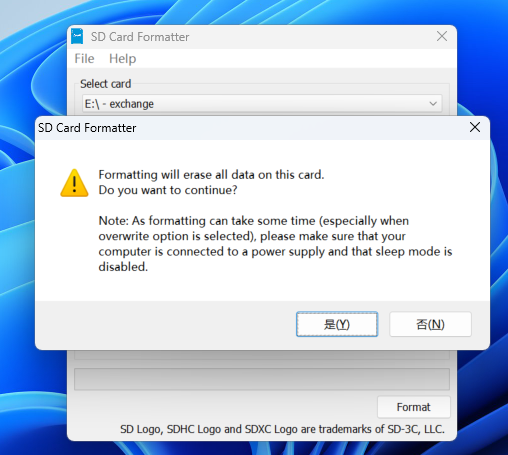 SD Card Formatter
File Help
Select card
E:\ - exchange
SD Card Formatter
Formatting will erase all data on this card.
Do you want to continue?
Note: As formatting can take some time (especially when
overwrite option is selected), please make sure that your
computer is connected to a power supply and that sleep mode is
disabled.
是(Y) 否(N)
Format
SD Logo, SDHC Logo and SDXC Logo are trademarks of SD-3C, LLC.